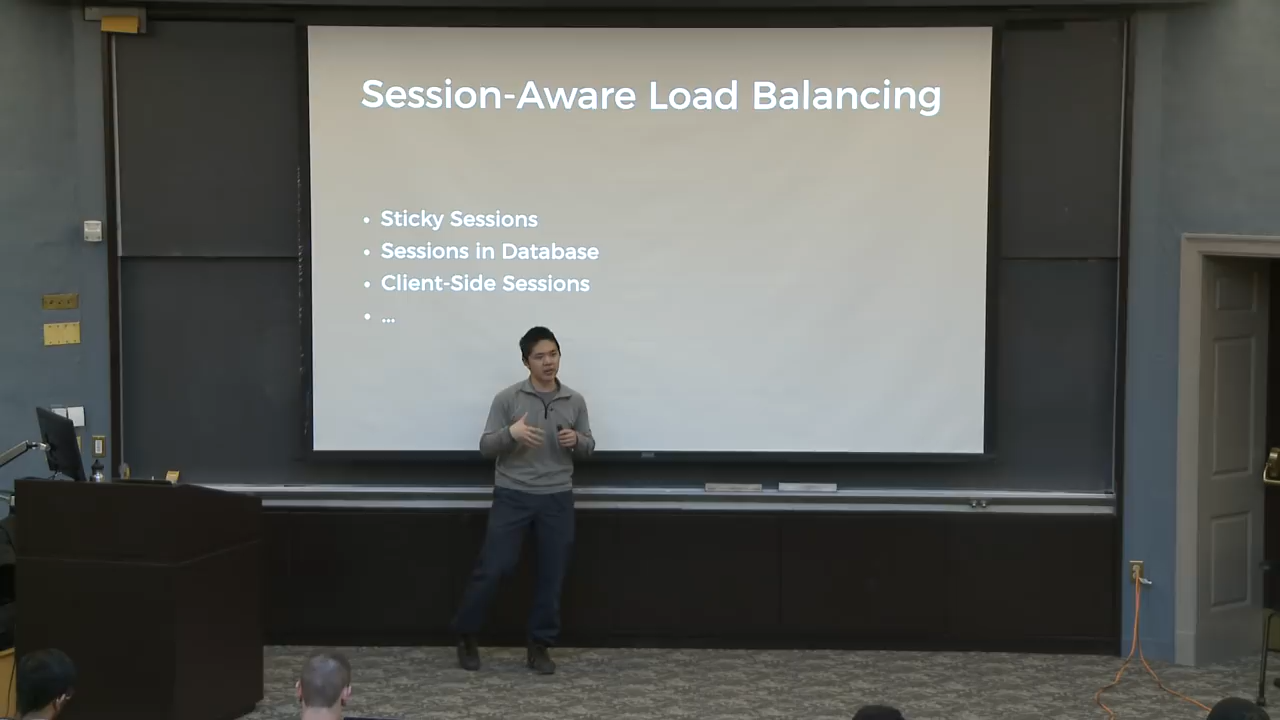 Session-Aware Load Balancing
• Sticky Sessions
• Sessions in Database
• Client-Side Sessions
• ...